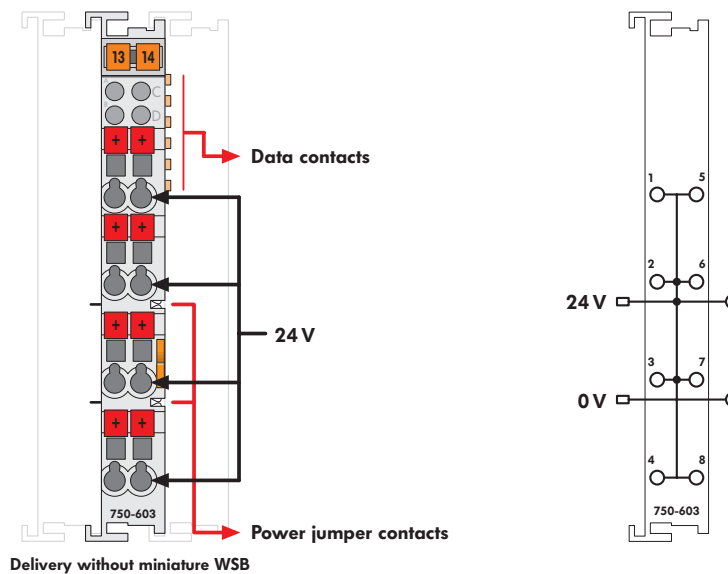 13 14
A C
B D
+ +
Data contacts
+ +
+ +
24 V
+ +
750-603
Power jumper contacts
Delivery without miniature WSB
1 5
2 6
24 V
3 7
0 V
4 8
750-603